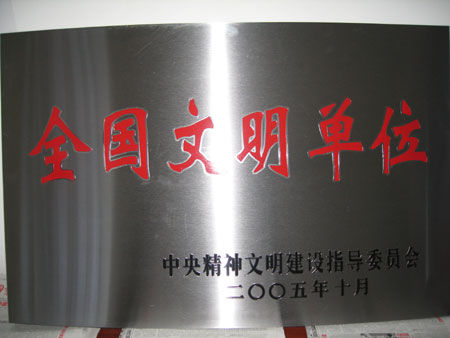 全国文明单位
中央精神文明建设指导委员会
二〇〇五年十月